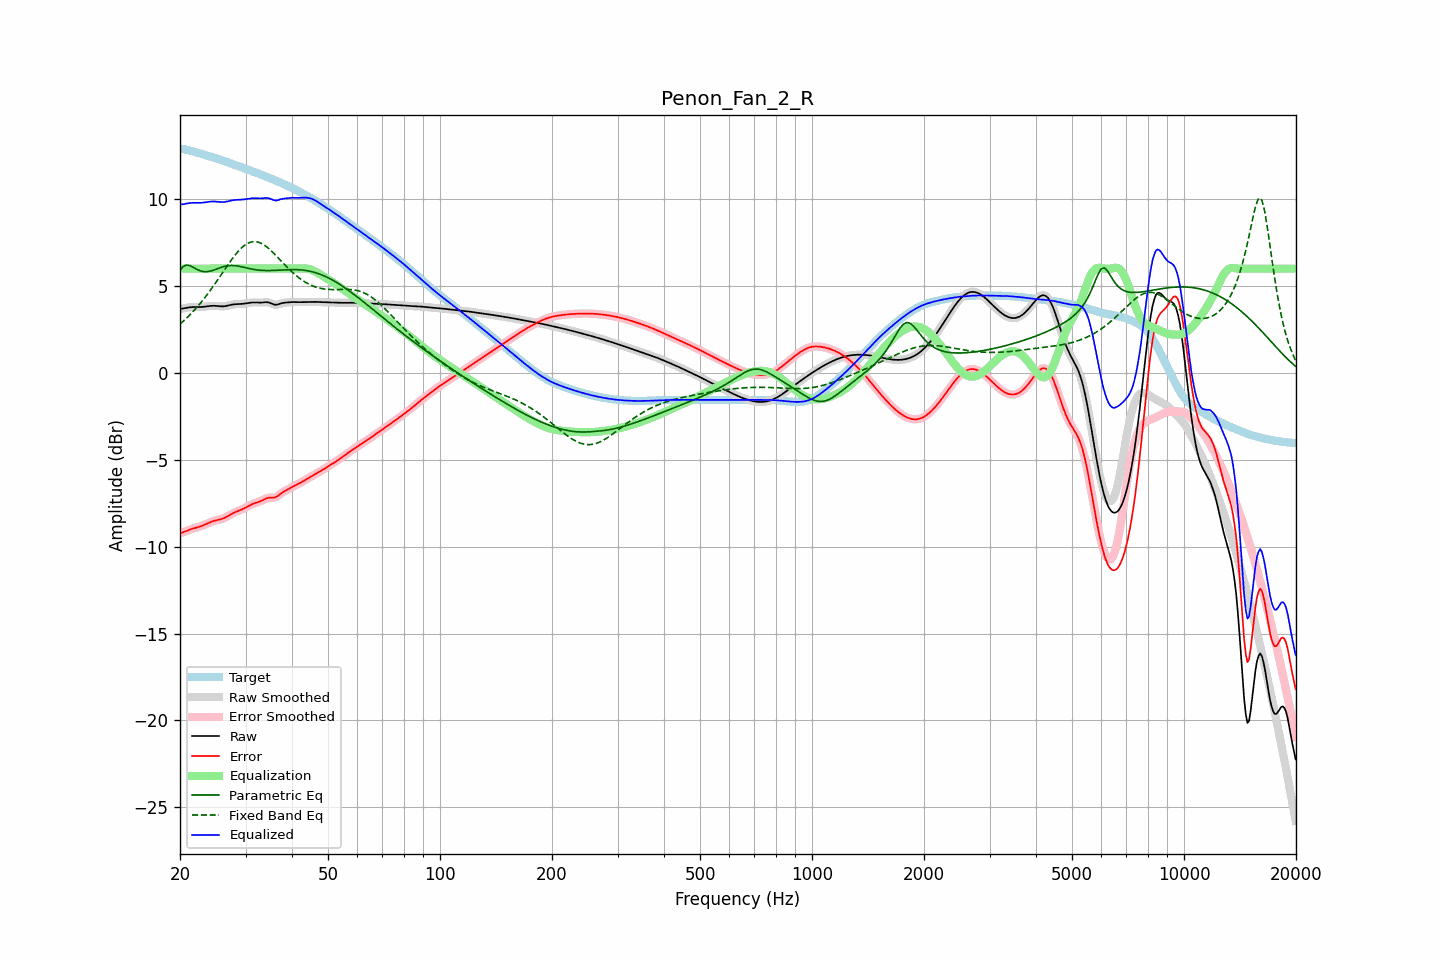 Penon_Fan_2_R
Amplitude (dBr)
10
5
0
−5
−10
−15
−20
−25
Target
Raw Smoothed
Error Smoothed
Raw
Error
Equalization
Parametric Eq
Fixed Band Eq
Equalized
20 50 100 200 500 1000 2000 5000 10000 20000
Frequency (Hz)